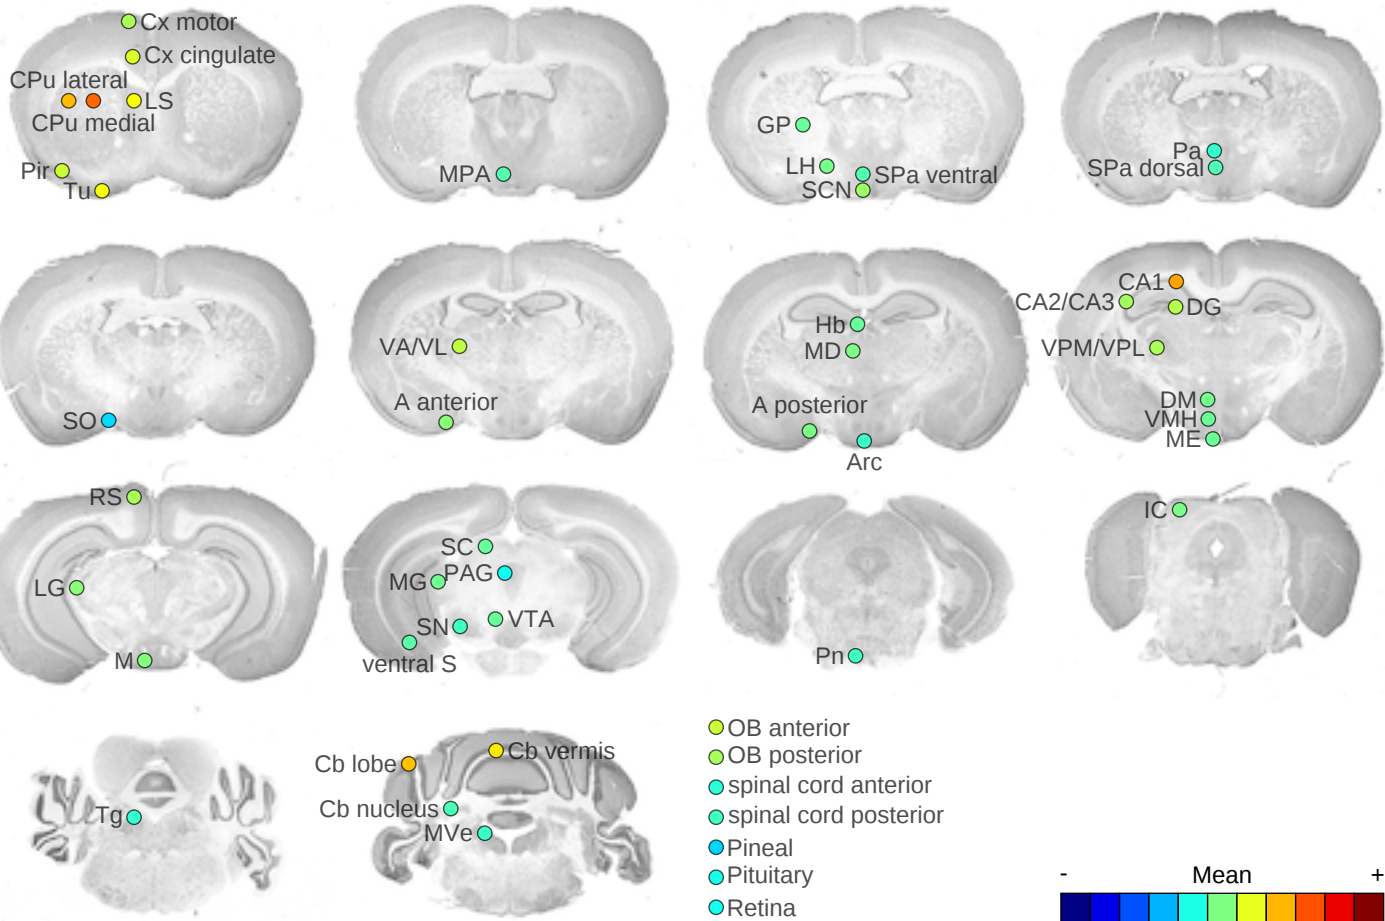 Cx motor
Cx cingulate
CPu lateral
LS
CPu medial
Pir
Tu
MPA
GP
LH
SPa ventral
SCN
Pa
SPa dorsal
SO
VA/VL
A anterior
Hb
MD
A posterior
Arc
CA1
CA2/CA3
DG
VPM/VPL
DM
VMH
ME
RS
LG
M
SC
MG
PAG
SN
VTA
ventral S
Pn
IC
Tg
Cb lobe
Cb vermis
Cb nucleus
MVe
OB anterior
OB posterior
spinal cord anterior
spinal cord posterior
Pineal
Pituitary
Retina
- Mean +